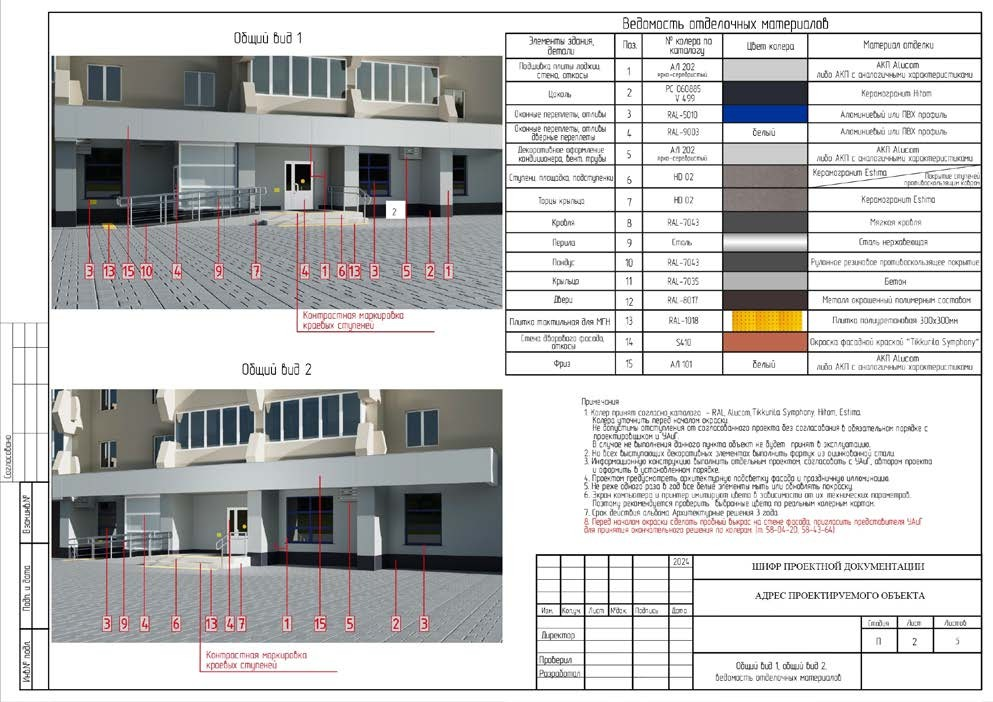 Общий вид 1
3 13 15 10 4 9 7 4 1 6 13 3 5 2 1
2
Контрастная маркировка
краевых ступеней
Общий вид 2
3 9 4 6 13 4 7 1 15 5 2 3
Контрастная маркировка
краевых ступеней
Ведомость отделочных материалов
Элементы здания, детали Поз. № колера по каталогу Цвет колера Материал отделки
Подшивка плиты лоджии, стена, откосы 1 АЛ 202 ярко-серебристый АКП Alucom либо АКП с аналогичными характеристиками
Цоколь 2 РС 060885 V 499 Керамогранит Hitom
Оконные переплеты, отливы 3 RAL-5010 Алюминиевый или ПВХ профиль
Оконные переплеты, отливы дверные переплеты 4 RAL-9003 белый Алюминиевый или ПВХ профиль
Декоративное оформление кондиционера, вент. трубы 5 АЛ 202 ярко-серебристый АКП Alucom либо АКП с аналогичными характеристиками
Ступени, площадка, подступенки 6 HD 02 Керамогранит Estima Покрытие ступеней противоскользящим ковром
Торцы крыльца 7 HD 02 Керамогранит Estima
Кровля 8 RAL-7043 Мягкая кровля
Перила 9 Сталь Сталь нержавеющая
Пандус 10 RAL-7043 Рулонное резиновое противоскользящее покрытие
Крыльцо 11 RAL-7035 Бетон
Двери 12 RAL-8017 Металл окрашенный полимерным составом
Плитка тактильная для МГН 13 RAL-1018 Плитка полиуретановая 300х300мм
Стена дворового фасада, откосы 14 S410 Окраска фасадной краской "Tikkurila Symphony"
Фриз 15 АЛ 101 белый АКП Alucom либо АКП с аналогичными характеристиками
Примечания
1. Колер принят согласно каталога - RAL, Alucom, Tikkurila Symphony, Hitom, Estima.
Колера уточнить перед началом окраски.
Не допустимы отступления от согласованного проекта без согласования в обязательном порядке с
проектировщиком и УАиГ.
В случае не выполнения данного пункта объект не будет принят в эксплуатацию.
2. На всех выступающих декоративных элементах выполнить фартук из оцинкованной стали
3. Информационную конструкцию выполнить отдельным проектом, согласовать с УАиГ, автором проекта
и оформить в установленном порядке.
4. Проектом предусмотреть архитектурную подсветку фасада и праздничную иллюминацию.
5. Не реже одного раза в год все белые элементы мыть или обновлять покраску.
6. Экран компьютера и принтер имитируют цвета в зависимости от их технических параметров.
Поэтому рекомендуется проверить выбранные цвета по реальным колерным картам.
7. Срок действия альбома Архитектурные решения 3 года.
8. Перед началом окраски сделать пробный выкрас на стене фасада, пригласить представителя УАиГ
для принятия окончательного решения по колерам. (т. 58-04-20, 58-43-64)
Согласовано
Взам.инв.№
Подп. и дата
Инв.№ подл.
2024
Изм. Кол.уч. Лист №док. Подпись Дата
ШИФР ПРОЕКТНОЙ ДОКУМЕНТАЦИИ
АДРЕС ПРОЕКТИРУЕМОГО ОБЪЕКТА
Директор
Проверил
Разработал
Стадия Лист Листов
П 2 5
Общий вид 1, общий вид 2,
ведомость отделочных материалов